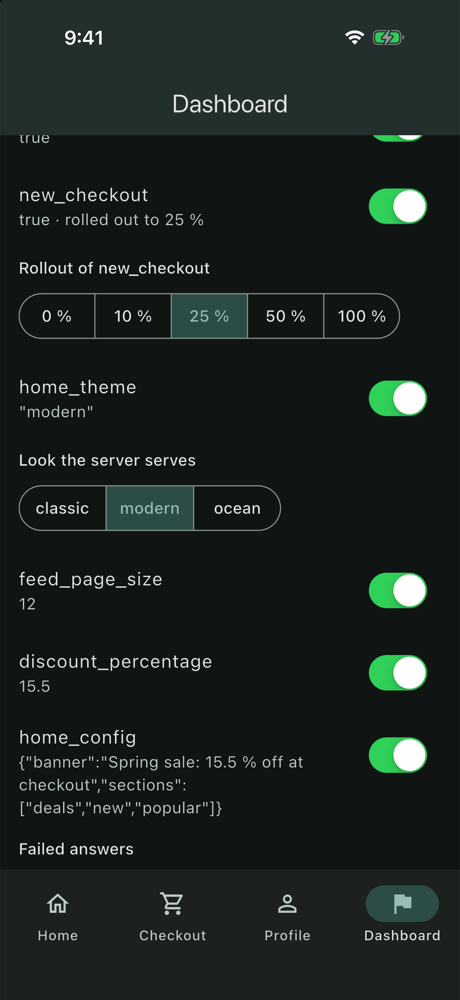 9:41
Dashboard
true
new_checkout
true · rolled out to 25 %
Rollout of new_checkout
0 %
10 %
25 %
50 %
100 %
home_theme
"modern"
Look the server serves
classic
modern
ocean
feed_page_size
12
discount_percentage
15.5
home_config
{"banner":"Spring sale: 15.5 % off at
checkout","sections":
["deals","new","popular"]}
Failed answers
Home
Checkout
Profile
Dashboard